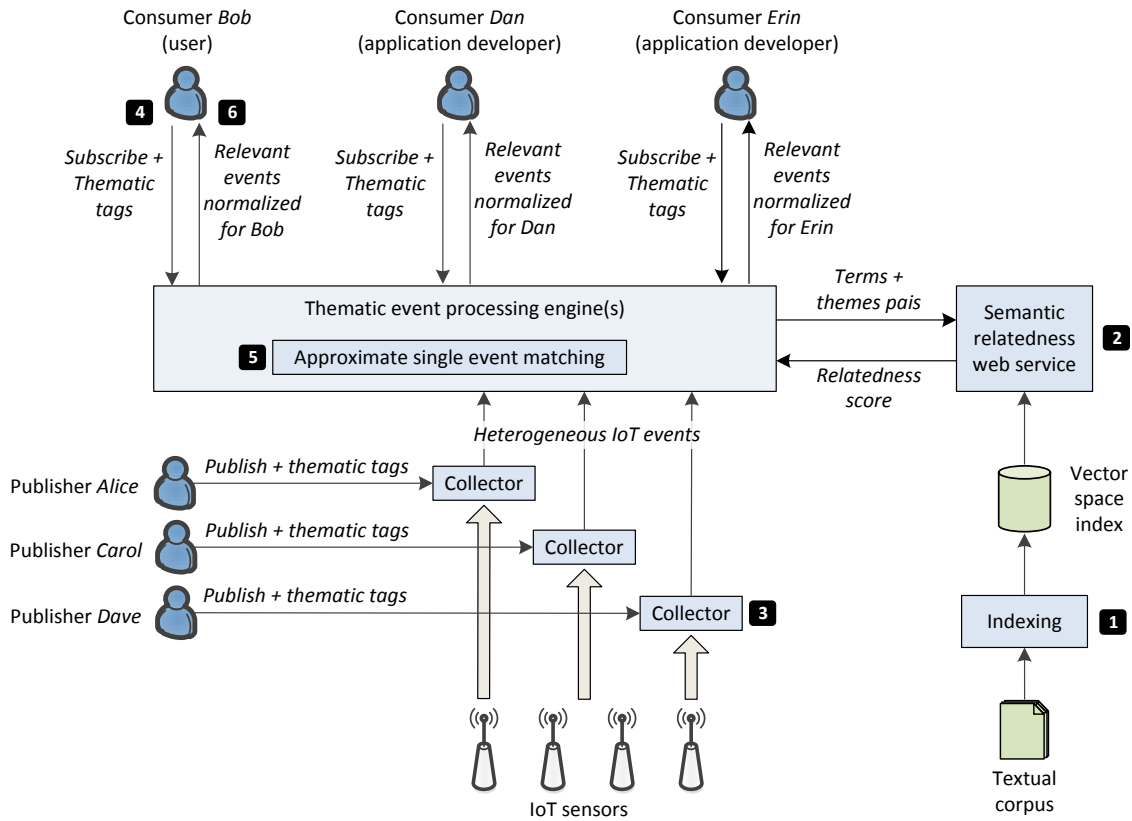 Consumer Bob
(user)
Consumer Dan
(application developer)
Consumer Erin
(application developer)
4
6
Subscribe +
Thematic
tags
Relevant
events
normalized
for Bob
Subscribe +
Thematic
tags
Relevant
events
normalized
for Dan
Subscribe +
Thematic
tags
Relevant
events
normalized
for Erin
Thematic event processing engine(s)
5
Approximate single event matching
Terms +
themes pais
Relatedness
score
Semantic
relatedness
web service
2
Heterogeneous IoT events
Publisher Alice
Publish + thematic tags
Collector
Publisher Carol
Publish + thematic tags
Collector
Publisher Dave
Publish + thematic tags
Collector
3
Vector
space
index
Indexing
1
IoT sensors
Textual
corpus